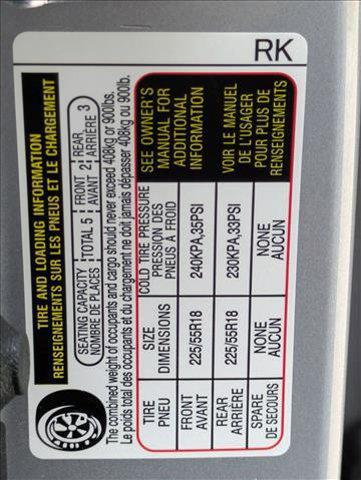 RK
TIRE AND LOADING INFORMATION
RENSEIGNEMENTS SUR LES PNEUS ET LE CHARGEMENT
SEATING CAPACITY TOTAL 5 FRONT 2 REAR 3
NOMBRE DE PLACES AVANT ARRIÈRE
The combined weight of occupants and cargo should never exceed 408kg or 900lbs.
Le poids total des occupants et du chargement ne doit jamais dépasser 408kg ou 900lb.
TIRE SIZE COLD TIRE PRESSURE
PNEU DIMENSIONS PRESSION DES
PNEUS À FROID
FRONT 225/55R18 240KPA,35PSI
AVANT
REAR 225/55R18 230KPA,33PSI
ARRIÈRE
SPARE NONE NONE
DE SECOURS AUCUN AUCUN
SEE OWNER'S
MANUAL FOR
ADDITIONAL
INFORMATION
VOIR LE MANUEL
DE L'USAGER
POUR PLUS DE
RENSEIGNEMENTS